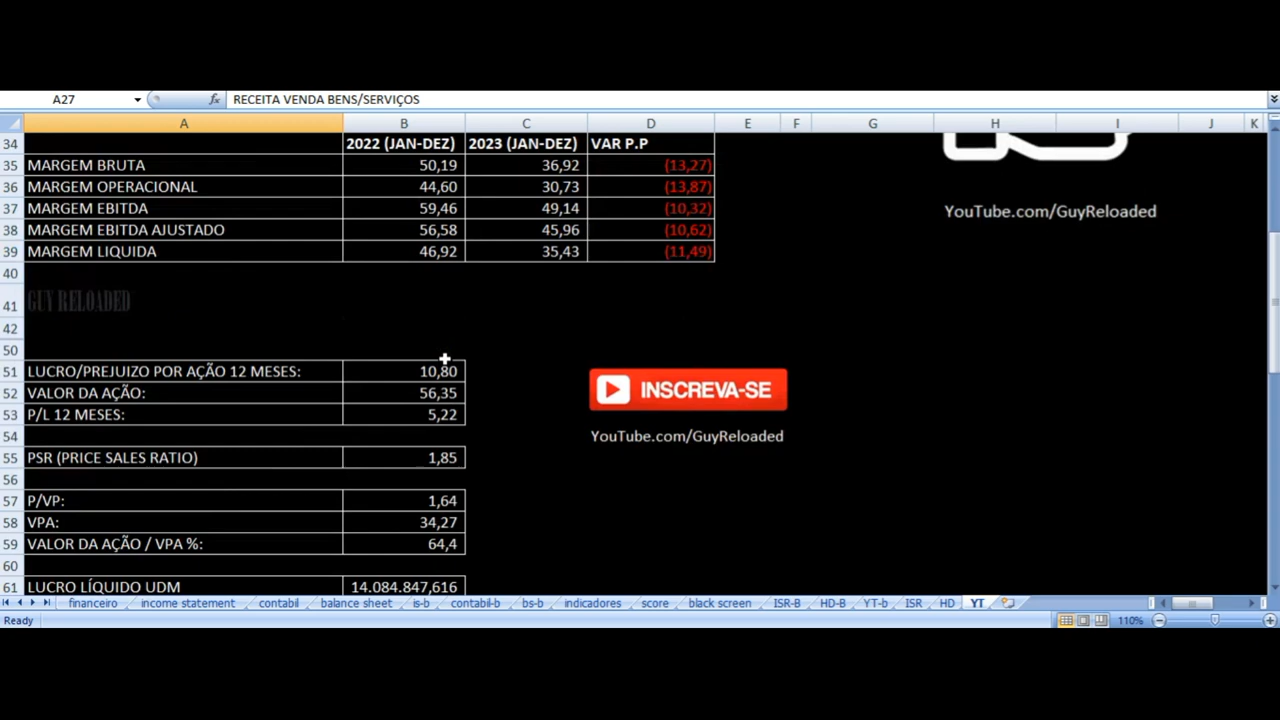 A27 fx RECEITA VENDA BENS/SERVIÇOS
A B C D E F G H I J K
34 2022 (JAN-DEZ) 2023 (JAN-DEZ) VAR P.P
35 MARGEM BRUTA 50,19 36,92 (13,27)
36 MARGEM OPERACIONAL 44,60 30,73 (13,87)
37 MARGEM EBITDA 59,46 49,14 (10,32)
38 MARGEM EBITDA AJUSTADO 56,58 45,96 (10,62)
39 MARGEM LIQUIDA 46,92 35,43 (11,49)
YouTube.com/GuyReloaded
40
41 GUY RELOADED
42
50
51 LUCRO/PREJUIZO POR AÇÃO 12 MESES: 10,80
52 VALOR DA AÇÃO: 56,35
53 P/L 12 MESES: 5,22
INSCREVA-SE
YouTube.com/GuyReloaded
54
55 PSR (PRICE SALES RATIO) 1,85
56
57 P/VP: 1,64
58 VPA: 34,27
59 VALOR DA AÇÃO / VPA %: 64,4
60
61 LUCRO LÍQUIDO UDM 14.084.847,616
financeiro income statement contabil balance sheet is-b contabil-b bs-b indicadores score black screen ISR-B HD-B YT-b ISR HD YT
Ready 110%